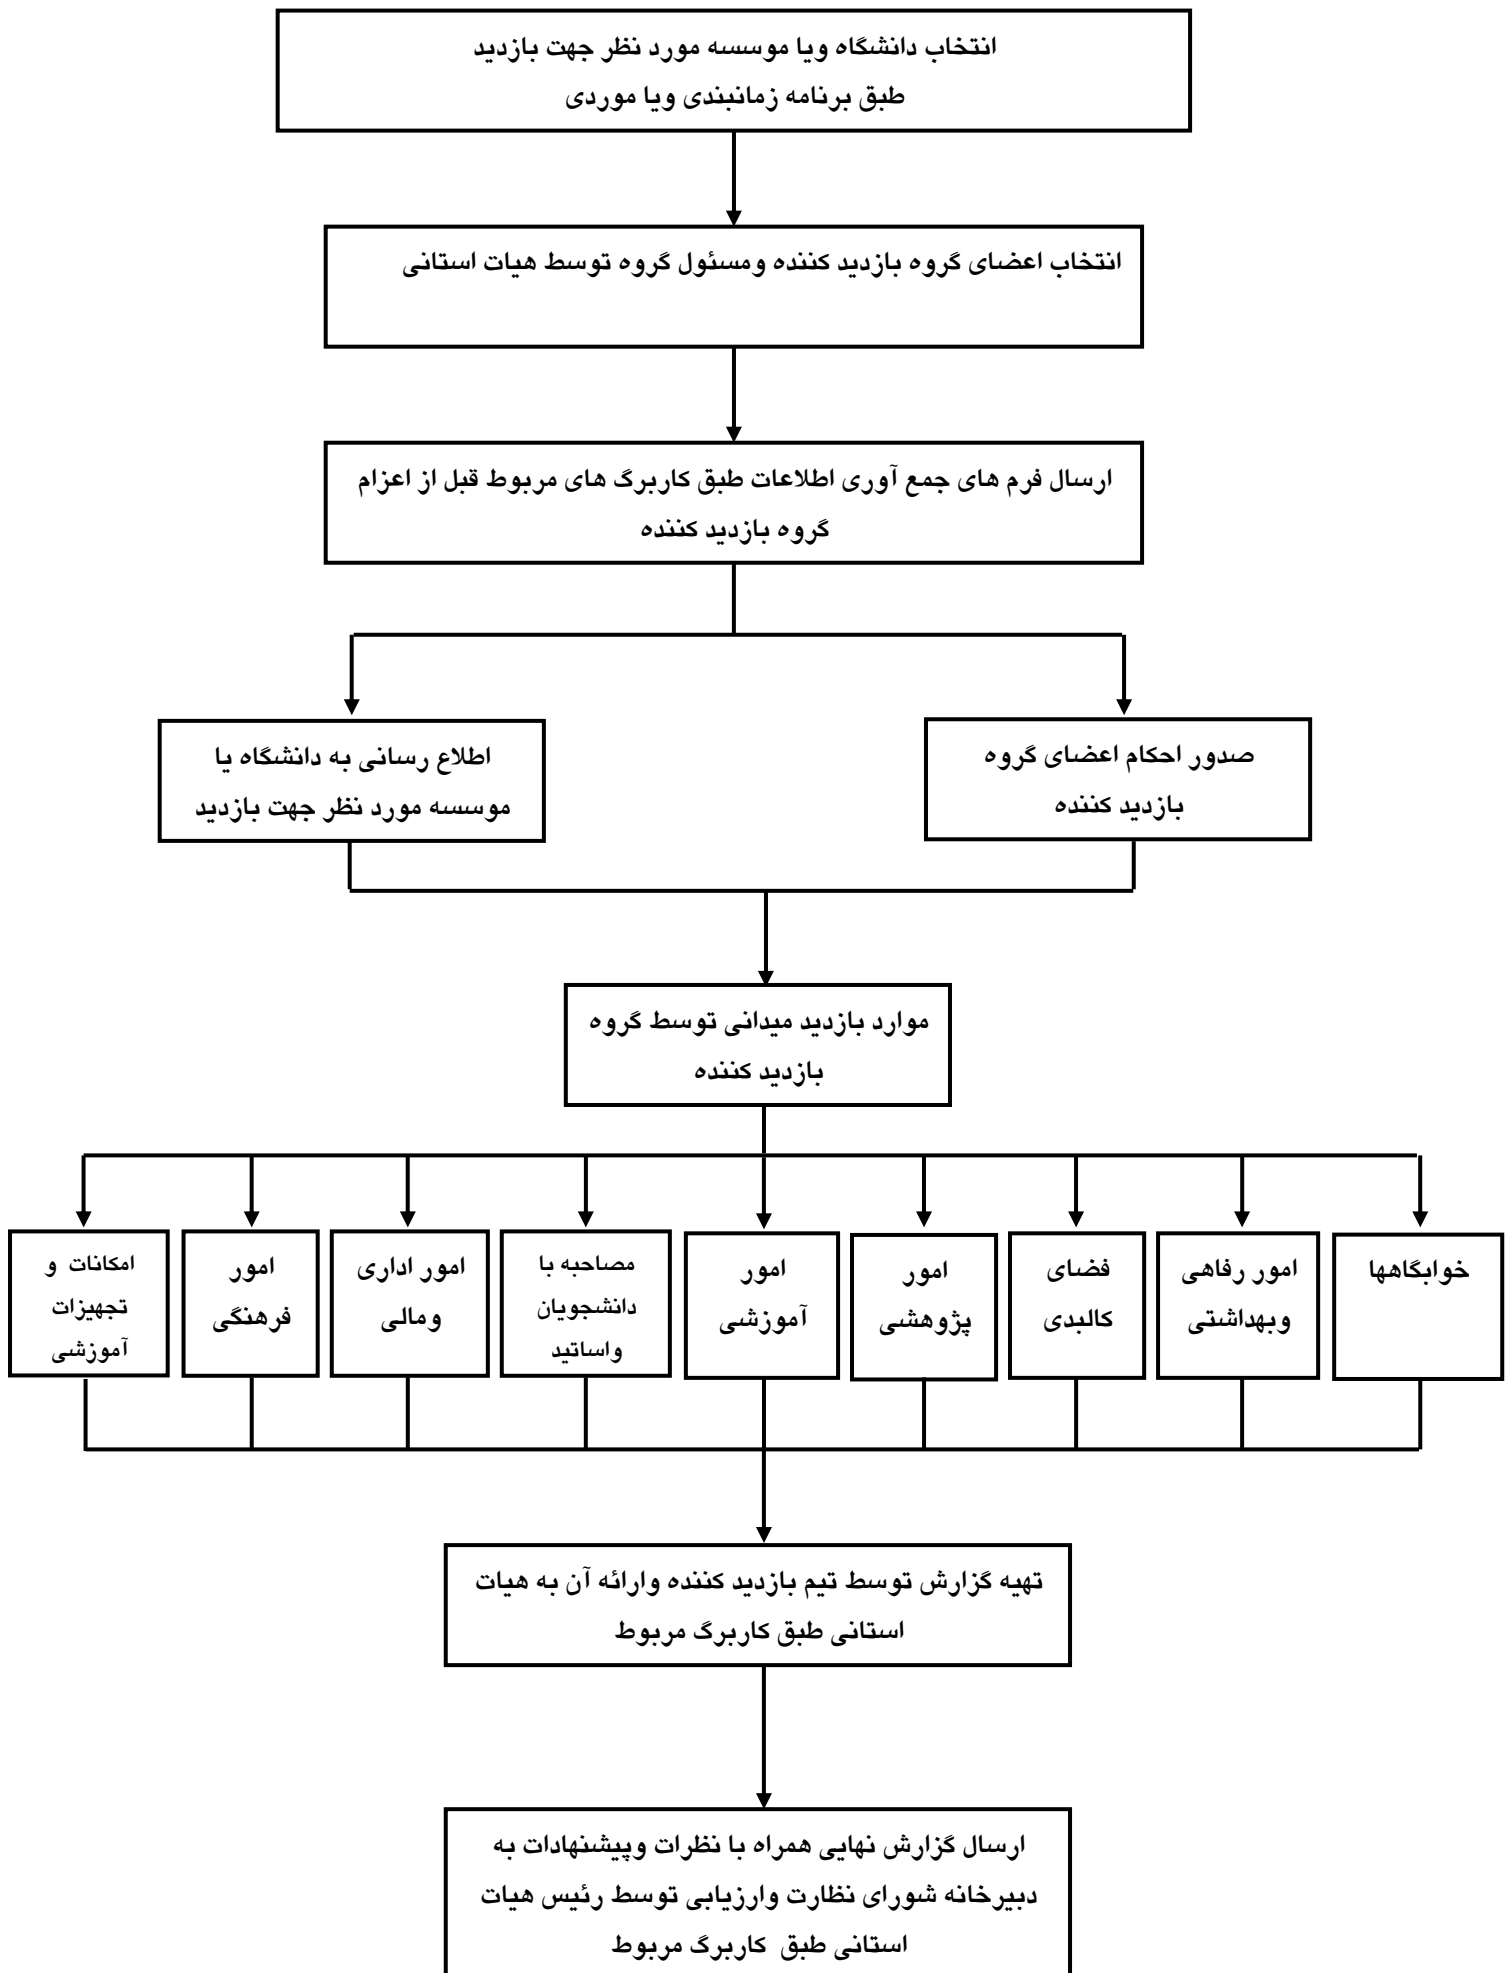 انتخاب دانشگاه ویا موسسه مورد نظر جهت بازدید
طبق برنامه زمانبندی ویا موردی
انتخاب اعضای گروه بازدید کننده ومسئول گروه توسط هیات استانی
ارسال فرم های جمع آوری اطلاعات طبق کاربرگ های مربوط قبل از اعزام
گروه بازدید کننده
صدور احکام اعضای گروه
بازدید کننده
اطلاع رسانی به دانشگاه یا
موسسه مورد نظر جهت بازدید
موارد بازدید میدانی توسط گروه
بازدید کننده
خوابگاهها
امور رفاهی
وبهداشتی
فضای
کالبدی
امور
پژوهشی
امور
آموزشی
مصاحبه با
دانشجویان
واساتید
امور اداری
ومالی
امور
فرهنگی
امکانات و
تجهیزات
آموزشی
تهیه گزارش توسط تیم بازدید کننده وارائه آن به هیات
استانی طبق کاربرگ مربوط
ارسال گزارش نهایی همراه با نظرات وپیشنهادات به
دبیرخانه شورای نظارت وارزیابی توسط رئیس هیات
استانی طبق کاربرگ مربوط